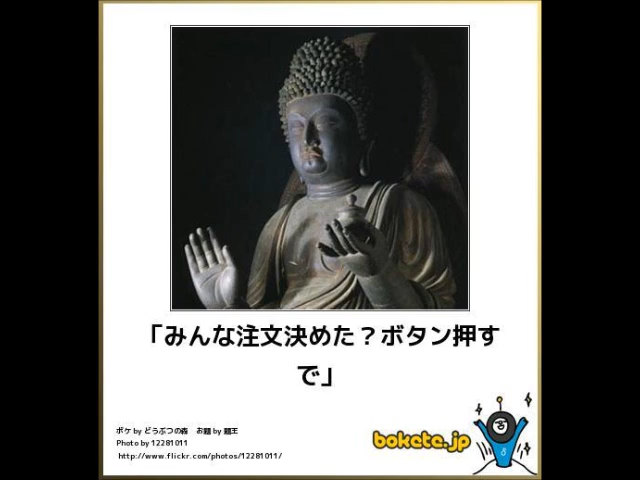 「みんな注文決めた？ボタン押す
で」
ボケ by どうぶつの森　お題 by 題王
Photo by 12281011
http://www.flickr.com/photos/12281011/
bokete.jp